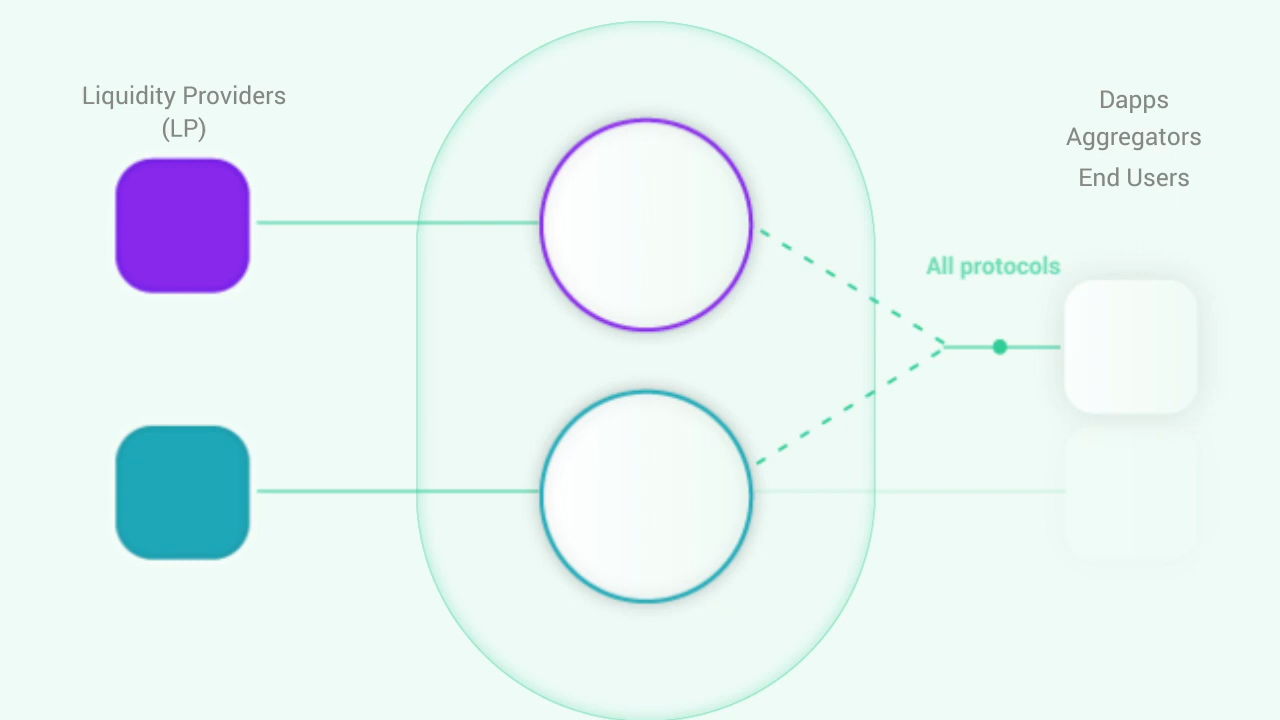 Liquidity Providers
(LP)
Dapps
Aggregators
End Users
All protocols